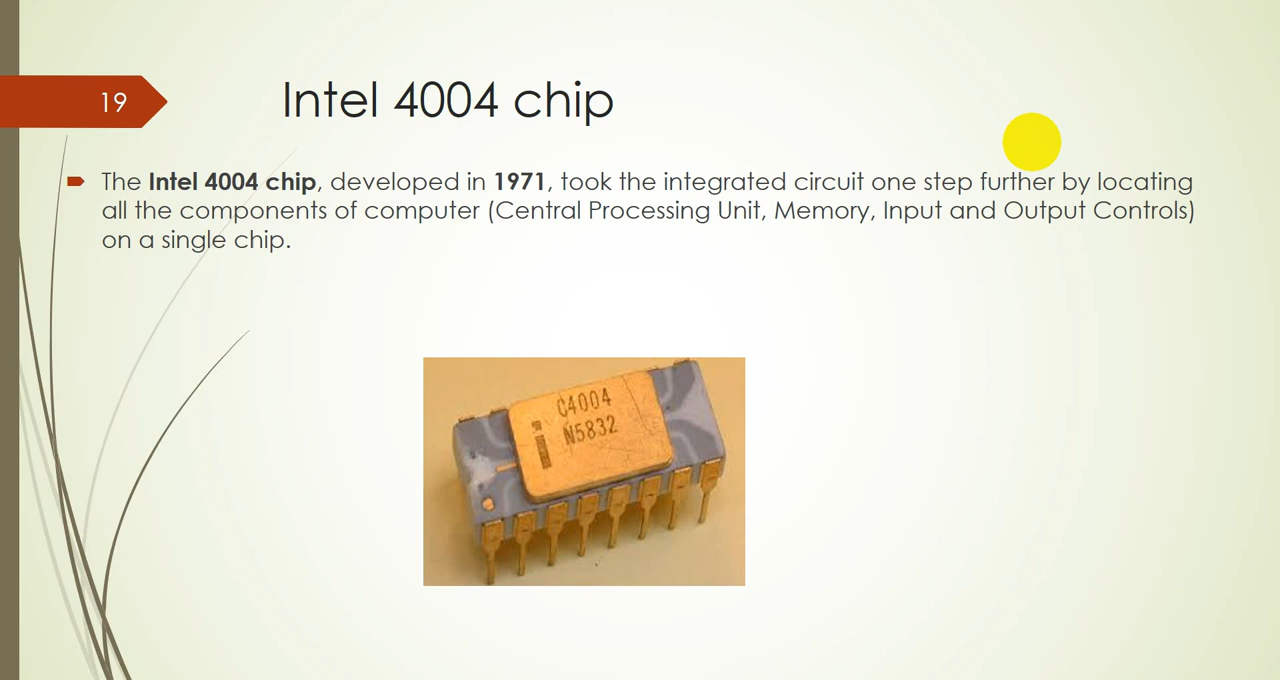 19
Intel 4004 chip
The Intel 4004 chip, developed in 1971, took the integrated circuit one step further by locating
all the components of computer (Central Processing Unit, Memory, Input and Output Controls)
on a single chip.
C4004
N5832
i